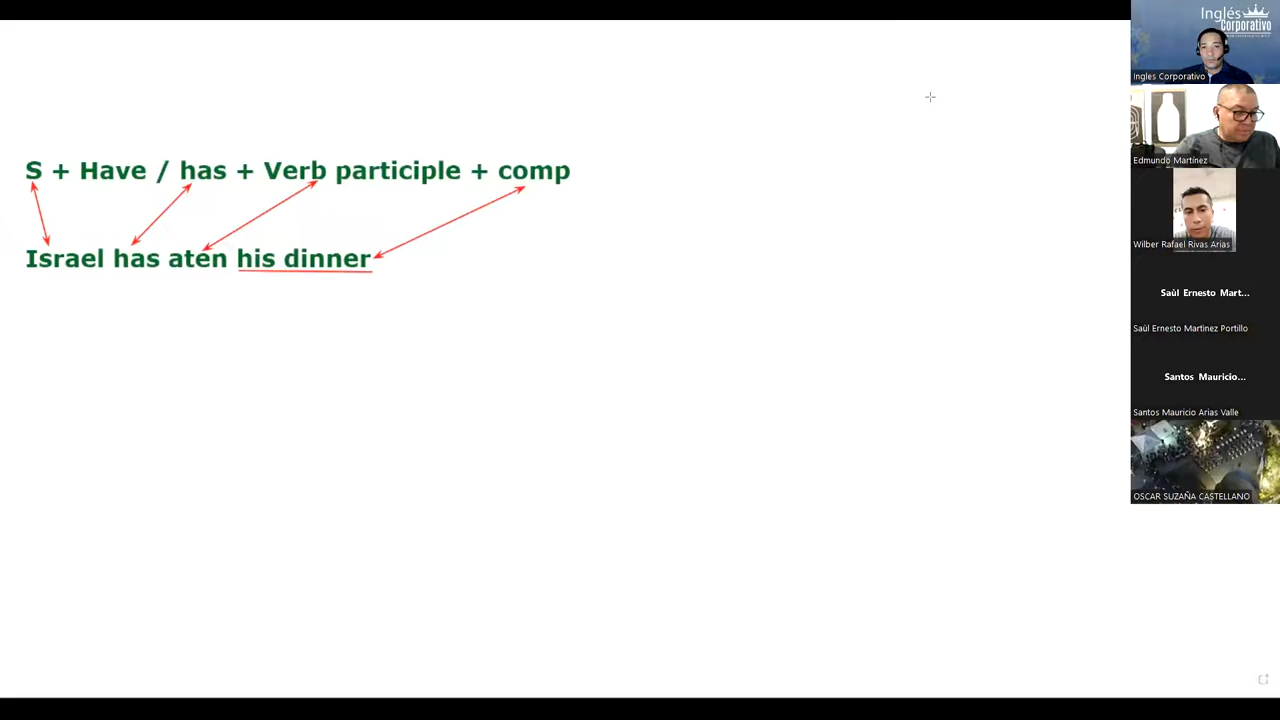 Inglés
Corporativo
Ingles Corporativo
S + Have / has + Verb participle + comp
Israel has aten his dinner
Edmundo Martínez
Wilber Rafael Rivas Arias
Saùl Ernesto Mart...
Saùl Ernesto Martinez Portillo
Santos Mauricio...
Santos Mauricio Arias Valle
OSCAR SUZAÑA CASTELLANO